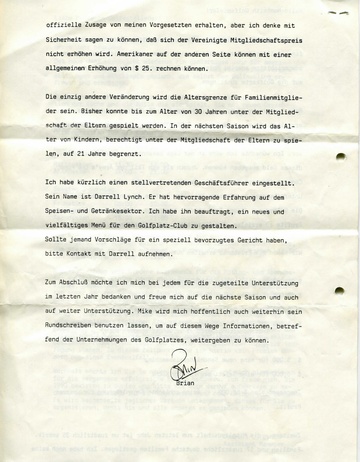 offizielle Zusage von meinen Vorgesetzten erhalten, aber ich denke mit
Sicherheit sagen zu können, daß sich der Vereinigte Mitgliedschaftspreis
nicht erhöhen wird. Amerikaner auf der anderen Seite können mit einer
allgemeinen Erhöhung von $ 25. rechnen können.
Die einzig andere Veränderung wird die Altersgrenze für Familienmitglie-
der sein. Bisher konnte bis zum Alter von 30 Jahren unter der Mitglied-
schaft der Eltern gespielt werden. In der nächsten Saison wird das Al-
ter von Kindern, berechtigt unter der Mitgliedschaft der Eltern zu spie-
len, auf 21 Jahre begrenzt.
Ich habe kürzlich einen stellvertretenden Geschäftsführer eingestellt.
Sein Name ist Darrell Lynch. Er hat hervorragende Erfahrung auf dem
Speisen- und Getränkesektor. Ich habe ihn beauftragt, ein neues und
vielfältiges Menü für den Golfplatz-Club zu gestalten.
Sollte jemand Vorschläge für ein speziell bevorzugtes Gericht haben,
bitte Kontakt mit Darrell aufnehmen.
Zum Abschluß möchte ich mich bei jedem für die zugeteilte Unterstützung
im letzten Jahr bedanken und freue mich auf die nächste Saison und auch
auf weiter Unterstützung. Mike wird mich hoffentlich auch weiterhin sein
Rundschreiben benutzen lassen, um auf diesem Wege Informationen, betref-
fend der Unternehmungen des Golfplatzes, weitergeben zu können.
Brian